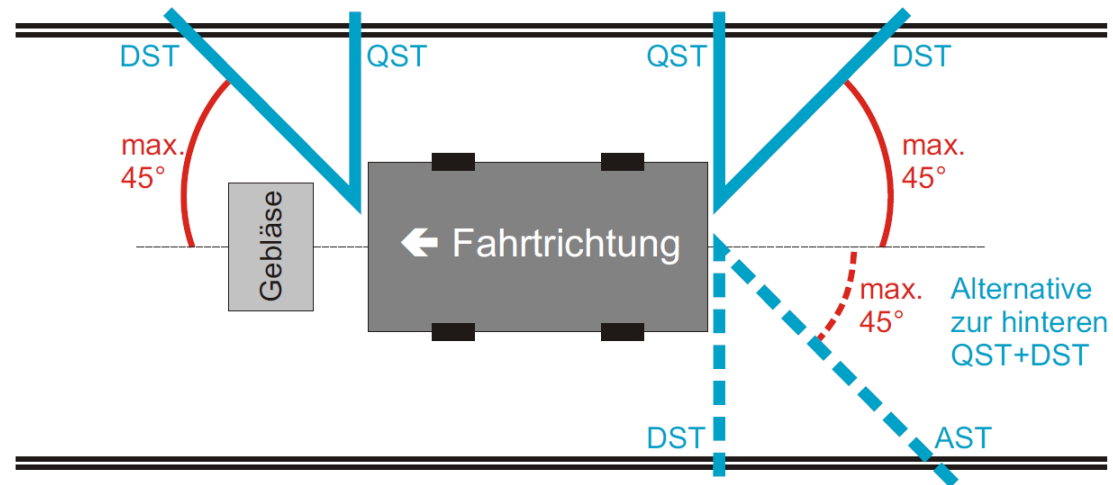 DST
QST
QST
DST
max.
45°
max.
45°
Gebläse
Fahrtrichtung
max.
45°
Alternative
zur hinteren
QST+DST
DST
AST